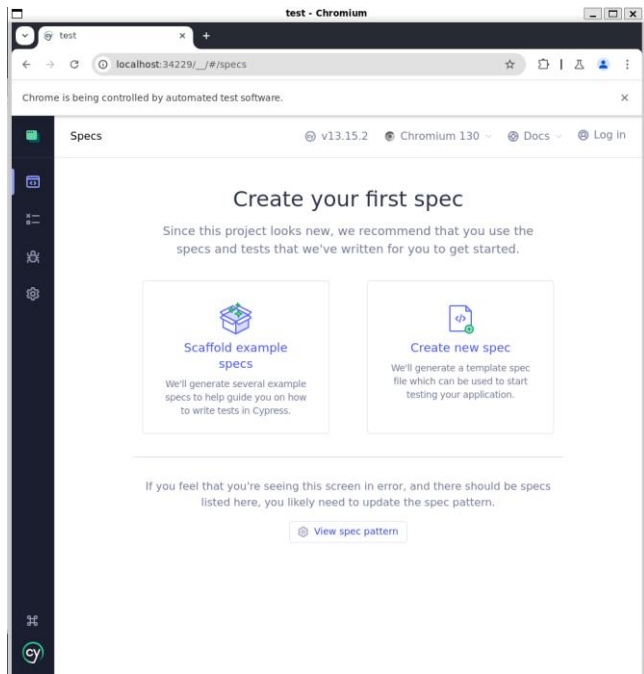 test - Chromium
test
localhost:34229/__/#/specs
Chrome is being controlled by automated test software.
Specs
v13.15.2
Chromium 130
Docs
Log in
Create your first spec
Since this project looks new, we recommend that you use the
specs and tests that we've written for you to get started.
Scaffold example
specs
We'll generate several example
specs to help guide you on how
to write tests in Cypress.
Create new spec
We'll generate a template spec
file which can be used to start
testing your application.
If you feel that you're seeing this screen in error, and there should be specs
listed here, you likely need to update the spec pattern.
View spec pattern
cy